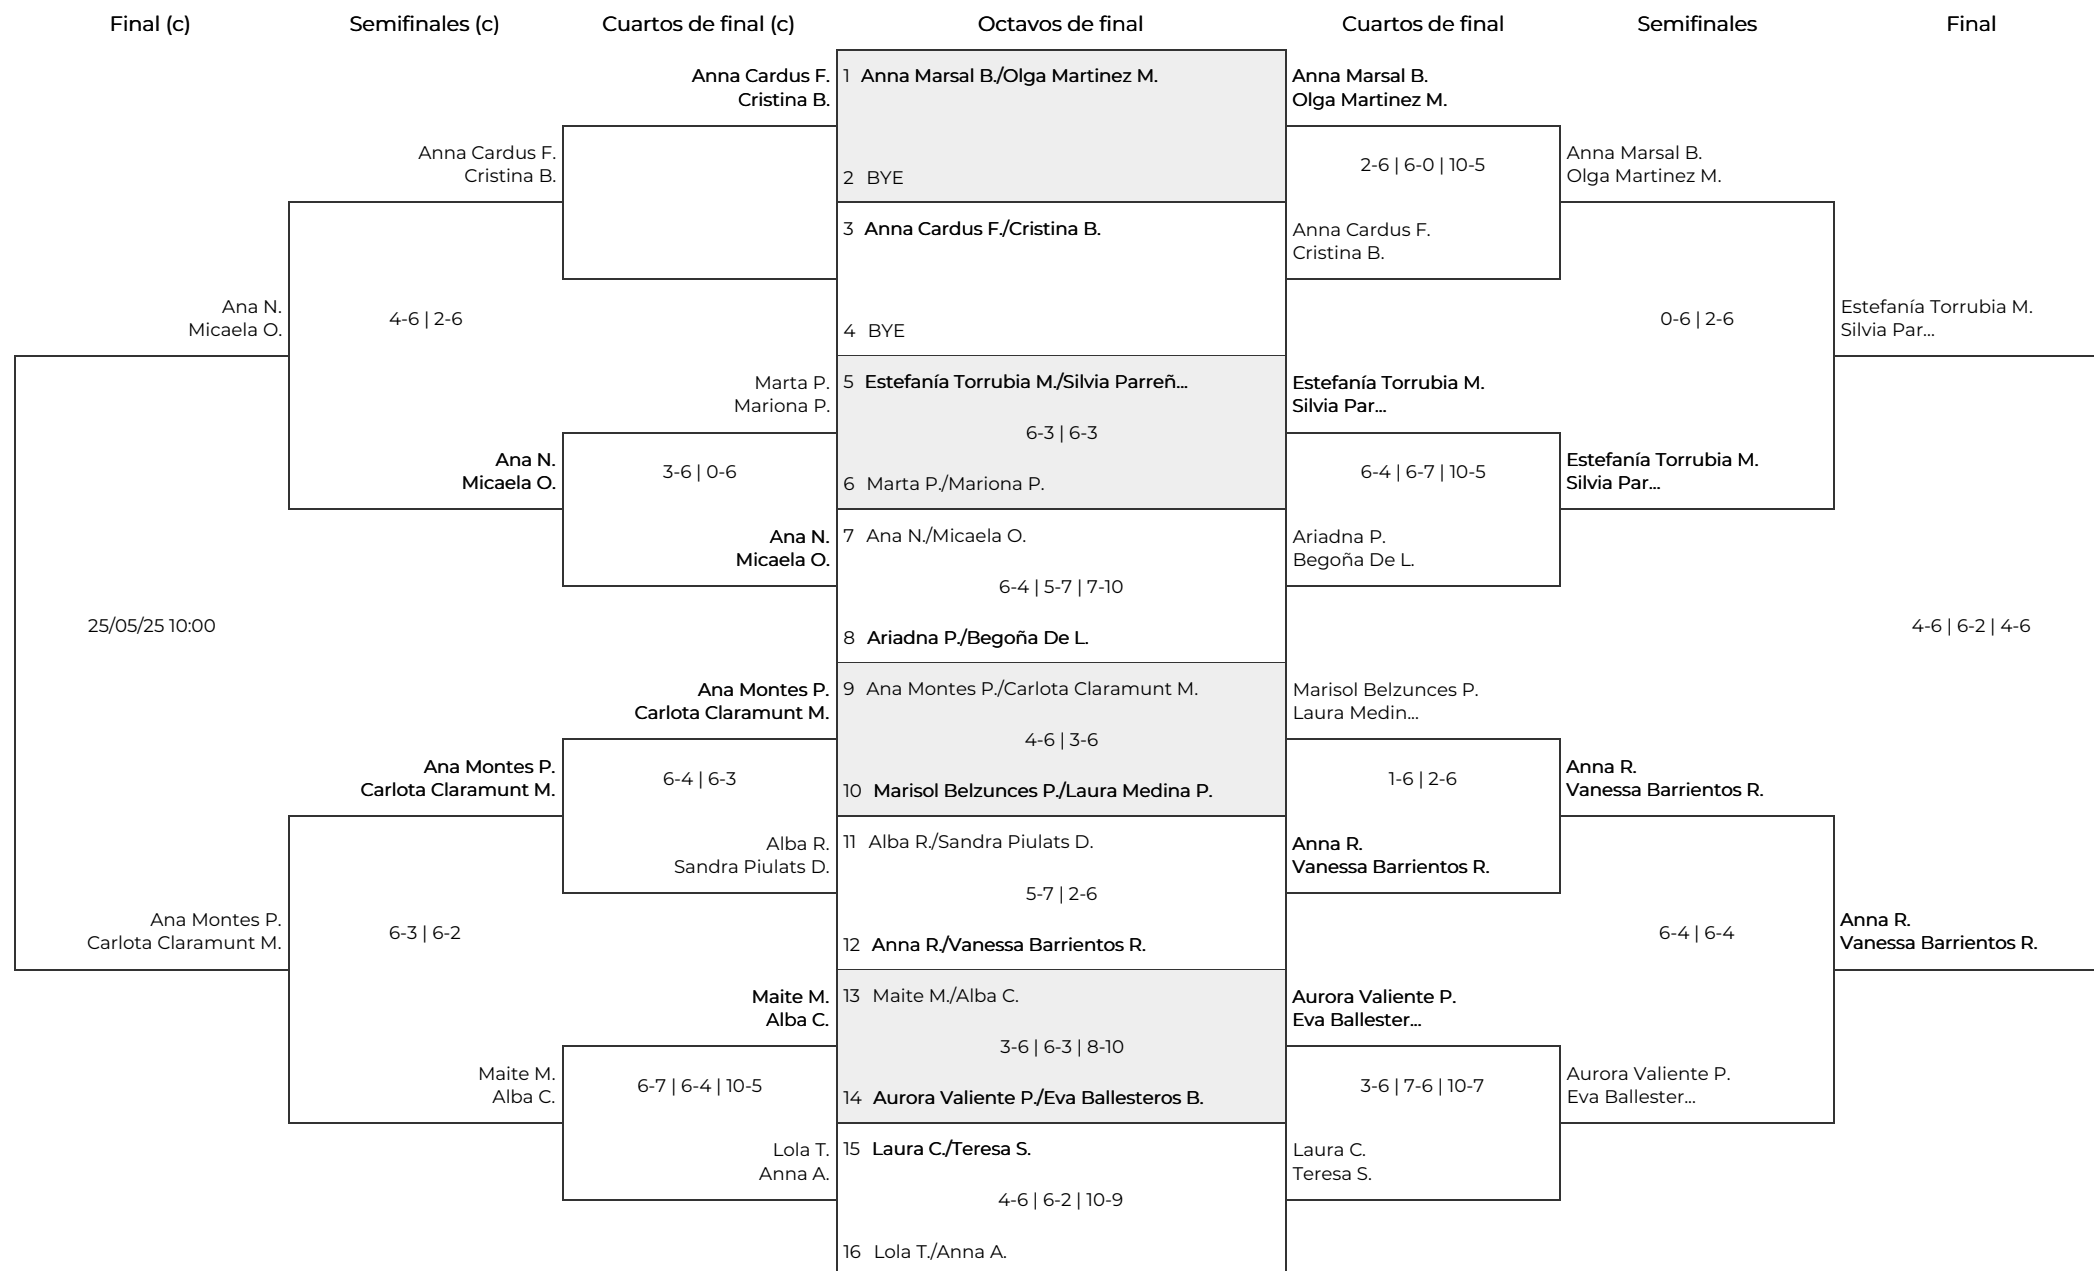 Final (c)
Semifinales (c)
Cuartos de final (c)
Octavos de final
Cuartos de final
Semifinales
Final
Ana N.
Micaela O.
25/05/25 10:00
Ana Montes P.
Carlota Claramunt M.
Anna Cardus F.
Cristina B.
4-6 | 2-6
Ana N.
Micaela O.
Ana Montes P.
Carlota Claramunt M.
6-3 | 6-2
Maite M.
Alba C.
Anna Cardus F.
Cristina B.
Marta P.
Mariona P.
3-6 | 0-6
Ana N.
Micaela O.
Ana Montes P.
Carlota Claramunt M.
6-4 | 6-3
Alba R.
Sandra Piulats D.
Maite M.
Alba C.
6-7 | 6-4 | 10-5
Lola T.
Anna A.
1 Anna Marsal B./Olga Martinez M.
2 BYE
3 Anna Cardus F./Cristina B.
4 BYE
5 Estefanía Torrubia M./Silvia Parreñ...
6-3 | 6-3
6 Marta P./Mariona P.
7 Ana N./Micaela O.
6-4 | 5-7 | 7-10
8 Ariadna P./Begoña De L.
9 Ana Montes P./Carlota Claramunt M.
4-6 | 3-6
10 Marisol Belzunces P./Laura Medina P.
11 Alba R./Sandra Piulats D.
5-7 | 2-6
12 Anna R./Vanessa Barrientos R.
13 Maite M./Alba C.
3-6 | 6-3 | 8-10
14 Aurora Valiente P./Eva Ballesteros B.
15 Laura C./Teresa S.
4-6 | 6-2 | 10-9
16 Lola T./Anna A.
Anna Marsal B.
Olga Martinez M.
2-6 | 6-0 | 10-5
Anna Cardus F.
Cristina B.
Estefanía Torrubia M.
Silvia Par...
6-4 | 6-7 | 10-5
Ariadna P.
Begoña De L.
Marisol Belzunces P.
Laura Medin...
1-6 | 2-6
Anna R.
Vanessa Barrientos R.
Aurora Valiente P.
Eva Ballester...
3-6 | 7-6 | 10-7
Laura C.
Teresa S.
Anna Marsal B.
Olga Martinez M.
0-6 | 2-6
Estefanía Torrubia M.
Silvia Par...
Anna R.
Vanessa Barrientos R.
6-4 | 6-4
Aurora Valiente P.
Eva Ballester...
Estefanía Torrubia M.
Silvia Par...
4-6 | 6-2 | 4-6
Anna R.
Vanessa Barrientos R.